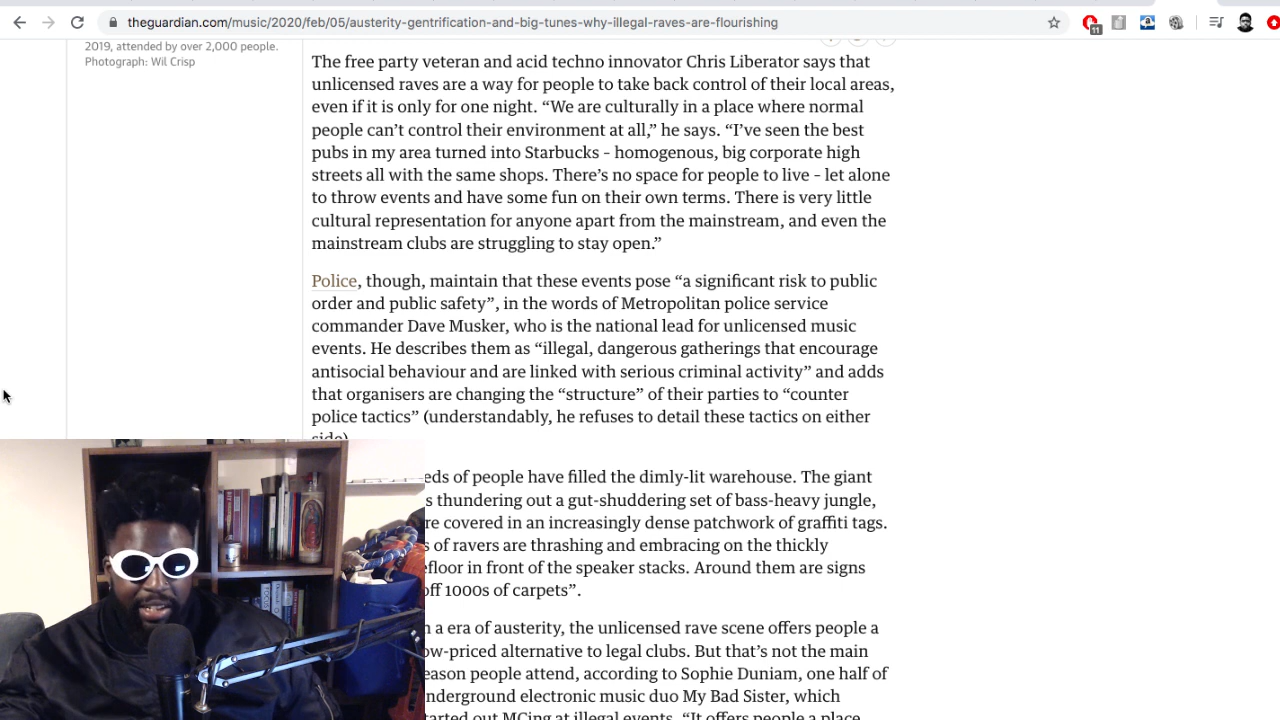 theguardian.com/music/2020/feb/05/austerity-gentrification-and-big-tunes-why-illegal-raves-are-flourishing
11
2019, attended by over 2,000 people.
Photograph: Wil Crisp
The free party veteran and acid techno innovator Chris Liberator says that
unlicensed raves are a way for people to take back control of their local areas,
even if it is only for one night. “We are culturally in a place where normal
people can’t control their environment at all,” he says. “I’ve seen the best
pubs in my area turned into Starbucks – homogenous, big corporate high
streets all with the same shops. There’s no space for people to live – let alone
to throw events and have some fun on their own terms. There is very little
cultural representation for anyone apart from the mainstream, and even the
mainstream clubs are struggling to stay open.”
Police, though, maintain that these events pose “a significant risk to public
order and public safety”, in the words of Metropolitan police service
commander Dave Musker, who is the national lead for unlicensed music
events. He describes them as “illegal, dangerous gatherings that encourage
antisocial behaviour and are linked with serious criminal activity” and adds
that organisers are changing the “structure” of their parties to “counter
police tactics” (understandably, he refuses to detail these tactics on either
side)
eds of people have filled the dimly-lit warehouse. The giant
s thundering out a gut-shuddering set of bass-heavy jungle,
re covered in an increasingly dense patchwork of graffiti tags.
s of ravers are thrashing and embracing on the thickly
efloor in front of the speaker stacks. Around them are signs
off 1000s of carpets”.
n a era of austerity, the unlicensed rave scene offers people a
ow-priced alternative to legal clubs. But that’s not the main
eason people attend, according to Sophie Duniam, one half of
nderground electronic music duo My Bad Sister, which
tarted out MCing at illegal events. “It offers people a place